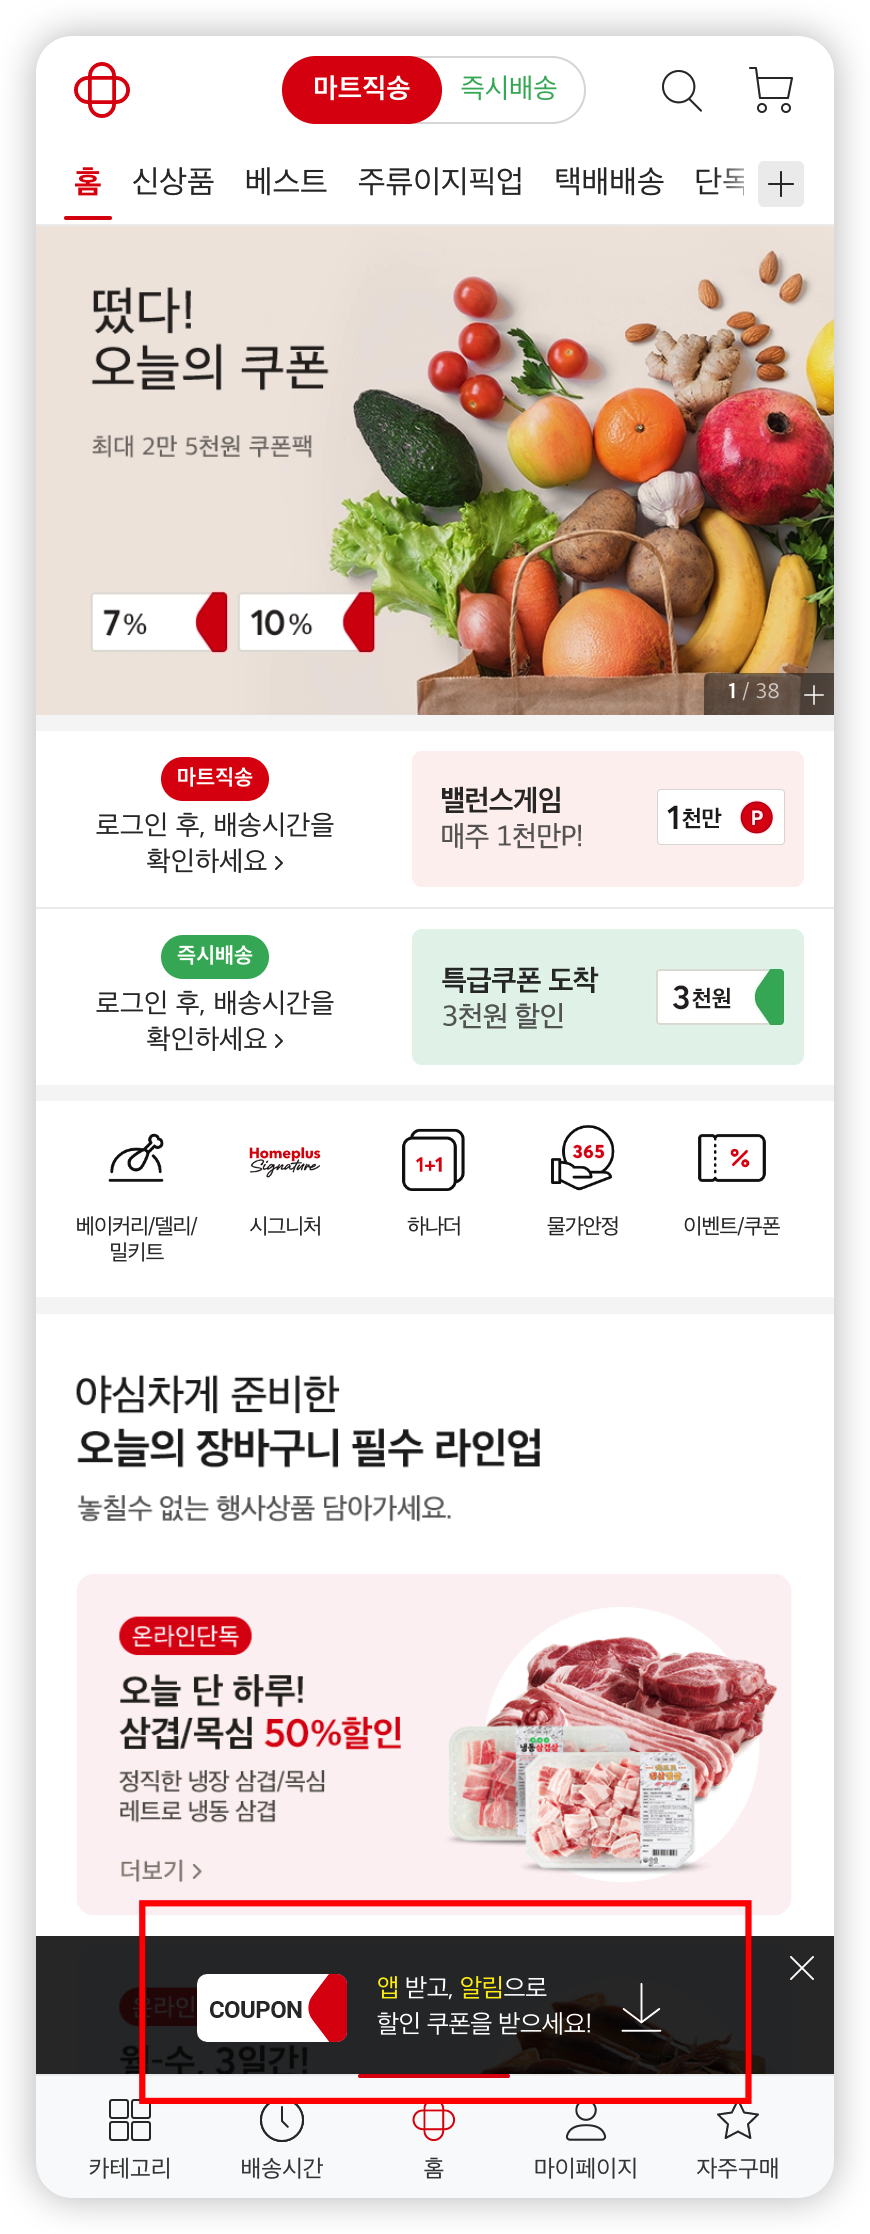 마트직송 즉시배송
홈 신상품 베스트 주류이지픽업 택배배송 단독
떴다!
오늘의 쿠폰
최대 2만 5천원 쿠폰팩
7% 10%
1 / 38
마트직송
로그인 후, 배송시간을
확인하세요
밸런스게임
매주 1천만P!
1천만 P
즉시배송
로그인 후, 배송시간을
확인하세요
특급쿠폰 도착
3천원 할인
3천원
Homeplus
Signature
1+1
365
%
베이커리/델리/
밀키트
시그니처
하나더
물가안정
이벤트/쿠폰
야심차게 준비한
오늘의 장바구니 필수 라인업
놓칠수 없는 행사상품 담아가세요.
온라인단독
오늘 단 하루!
삼겹/목심 50%할인
정직한 냉장 삼겹/목심
레트로 냉동 삼겹
더보기
냉동삼겹살
온라인
월-수, 3일간!
COUPON
앱 받고, 알림으로
할인 쿠폰을 받으세요!
카테고리 배송시간 홈 마이페이지 자주구매